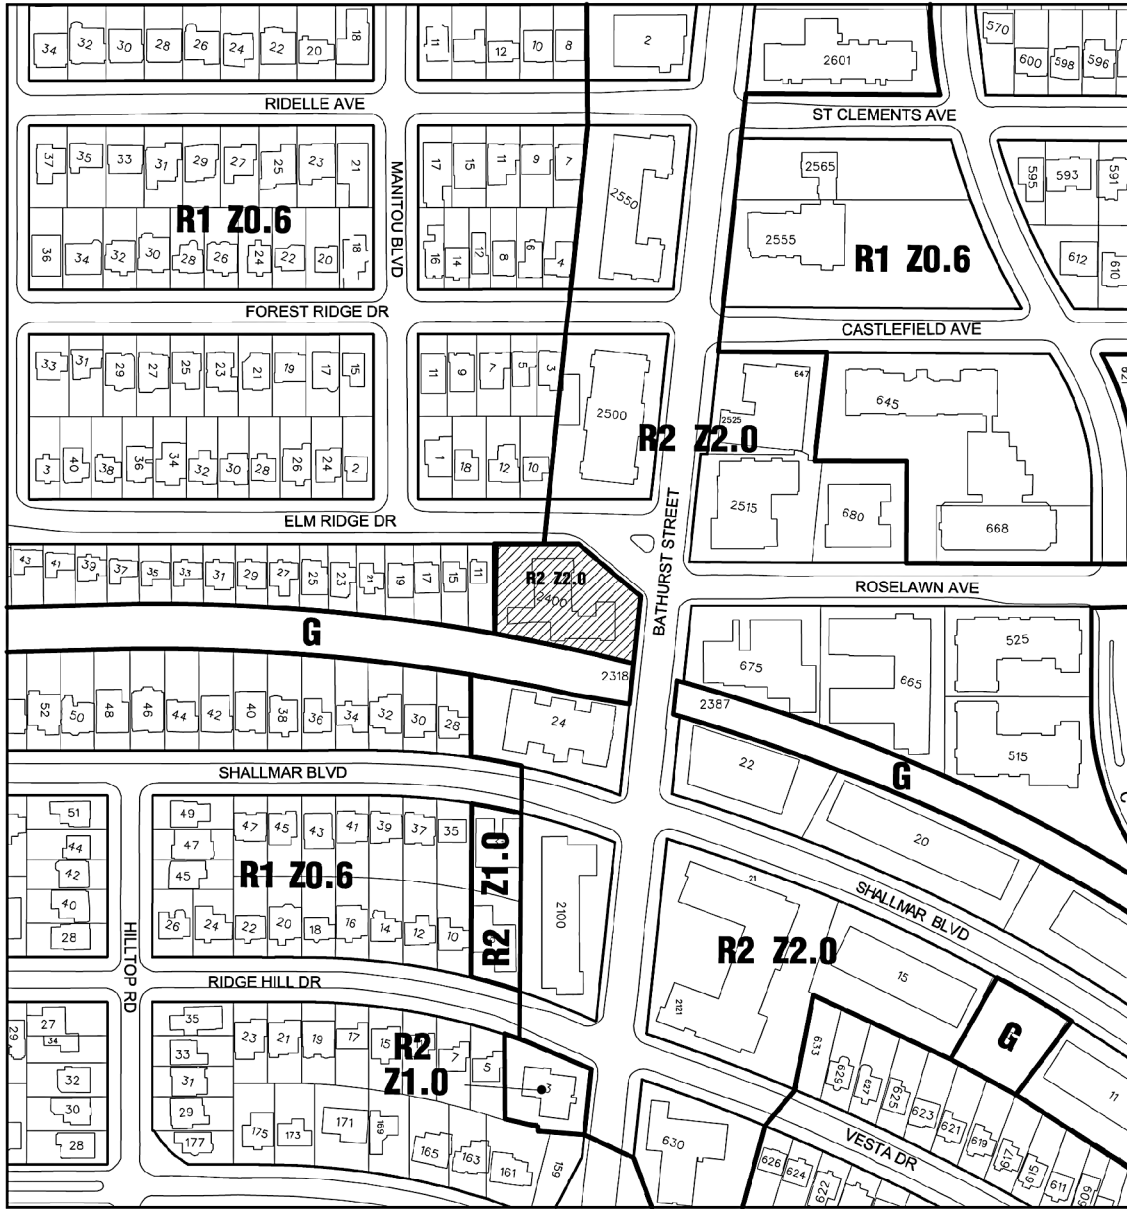 34 32 30 28 26 24 22 20 18 11 12 10 8 2 2601 570 600 598 596
RIDELLE AVE
ST CLEMENTS AVE
37 35 33 31 29 27 25 23 21 17 15 11 9 7 2550 2565 595 593 591
MANITOU BLVD
R1 Z0.6
36 34 32 30 28 26 24 22 20 18 16 14 12 8 6 4 2555 612 610
R1 Z0.6
FOREST RIDGE DR
CASTLEFIELD AVE
33 31 29 27 25 23 21 19 17 15 11 9 7 5 3 2500 647 2525 645
R2 Z2.0
3 40 38 36 34 32 30 28 26 24 2 1 18 12 10 2515 680 668
ELM RIDGE DR
BATHURST STREET
ROSELAWN AVE
43 41 39 37 35 33 31 29 27 25 23 21 19 17 15 11
R2 Z2.0
2400
G
675 665 525
2318
2387
52 50 48 46 44 42 40 38 36 34 32 30 28 24 22 515
G
SHALLMAR BLVD
51 49 47 45 43 41 39 37 35 20
44 47
42 45
R1 Z0.6
R2 Z1.0
2100
21
SHALLMAR BLVD
40
28 26 24 22 20 18 16 14 12 10
R2 Z2.0
15
HILLTOP RD
RIDGE HILL DR
2121
G
29 27 34 35 23 21 19 17 15 7 5
33
R2
Z1.0
3
32 31
30 29
28 177 175 173 171 169 165 163 161 159 630
633 629 627 625 623 621 619 617 615 611 609
11
VESTA DR
626 624 622